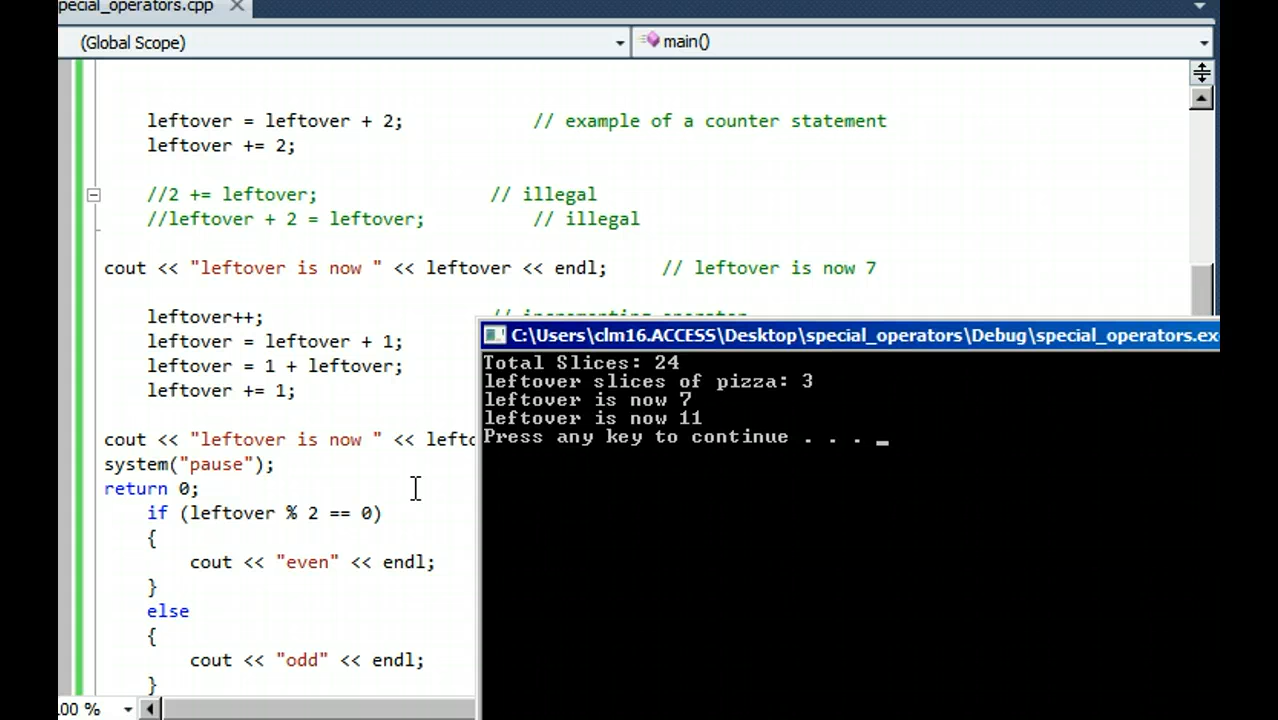 pecial_operators.cpp
(Global Scope)
main()
leftover = leftover + 2; // example of a counter statement
leftover += 2;
//2 += leftover; // illegal
//leftover + 2 = leftover; // illegal
cout << "leftover is now " << leftover << endl; // leftover is now 7
leftover++; // incrementing operator
leftover = leftover + 1;
leftover = 1 + leftover;
leftover += 1;
cout << "leftover is now " << lefto
system("pause");
return 0;
if (leftover % 2 == 0)
{
cout << "even" << endl;
}
else
{
cout << "odd" << endl;
}
00 %
C:\Users\clm16.ACCESS\Desktop\special_operators\Debug\special_operators.ex
Total Slices: 24
leftover slices of pizza: 3
leftover is now 7
leftover is now 11
Press any key to continue . . . _